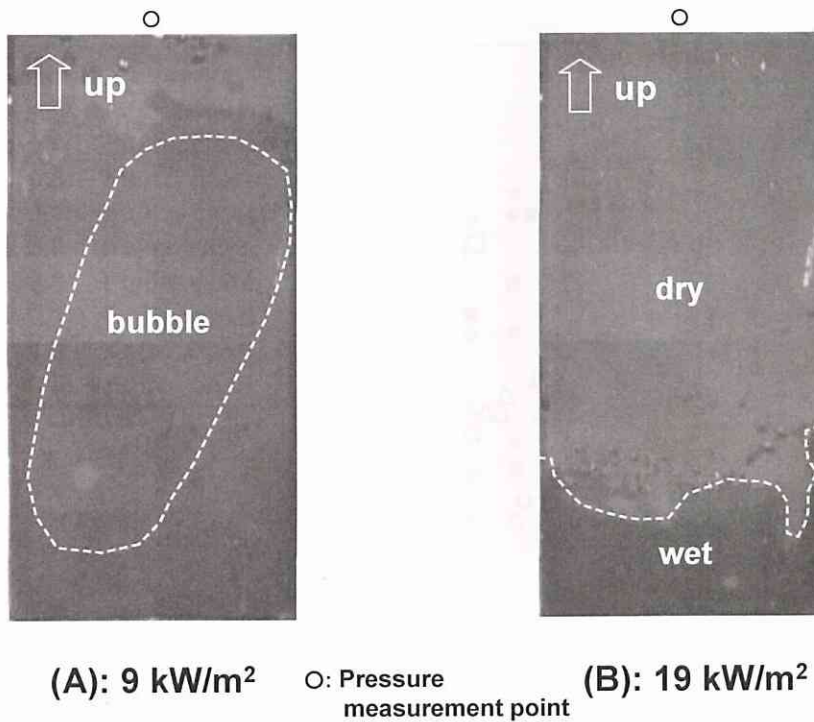 up
up
bubble
dry
wet
(A): 9 kW/m²
O: Pressure
measurement point
(B): 19 kW/m²